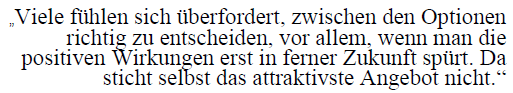 „Viele fühlen sich überfordert, zwischen den Optionen
richtig zu entscheiden, vor allem, wenn man die
positiven Wirkungen erst in ferner Zukunft spürt. Da
sticht selbst das attraktivste Angebot nicht.“